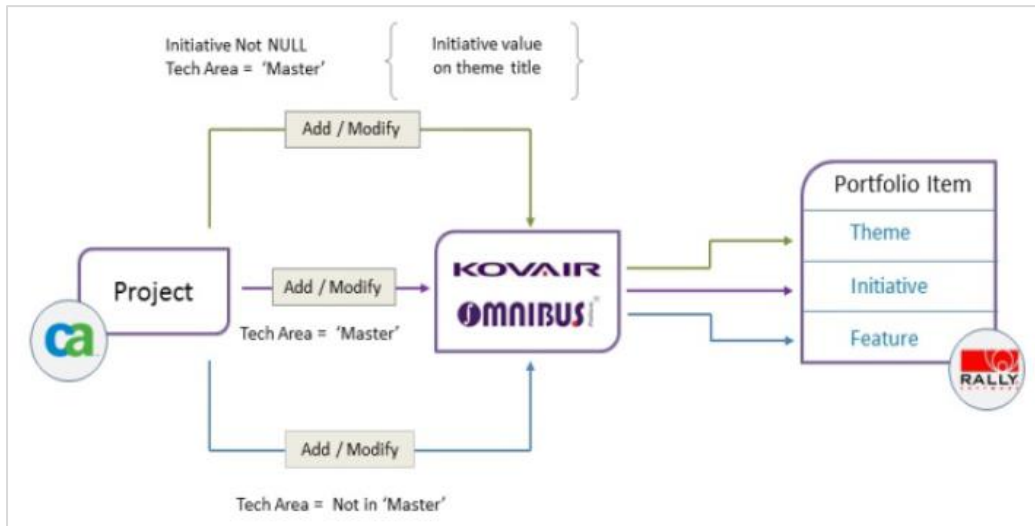 Initiative Not NULL
Tech Area = 'Master'
Initiative value
on theme title
Add / Modify
Project
ca
Add / Modify
Tech Area = 'Master'
Add / Modify
Tech Area = Not in 'Master'
KOVAIR
OMNIBUS
Portfolio Item
Theme
Initiative
Feature
RALLY